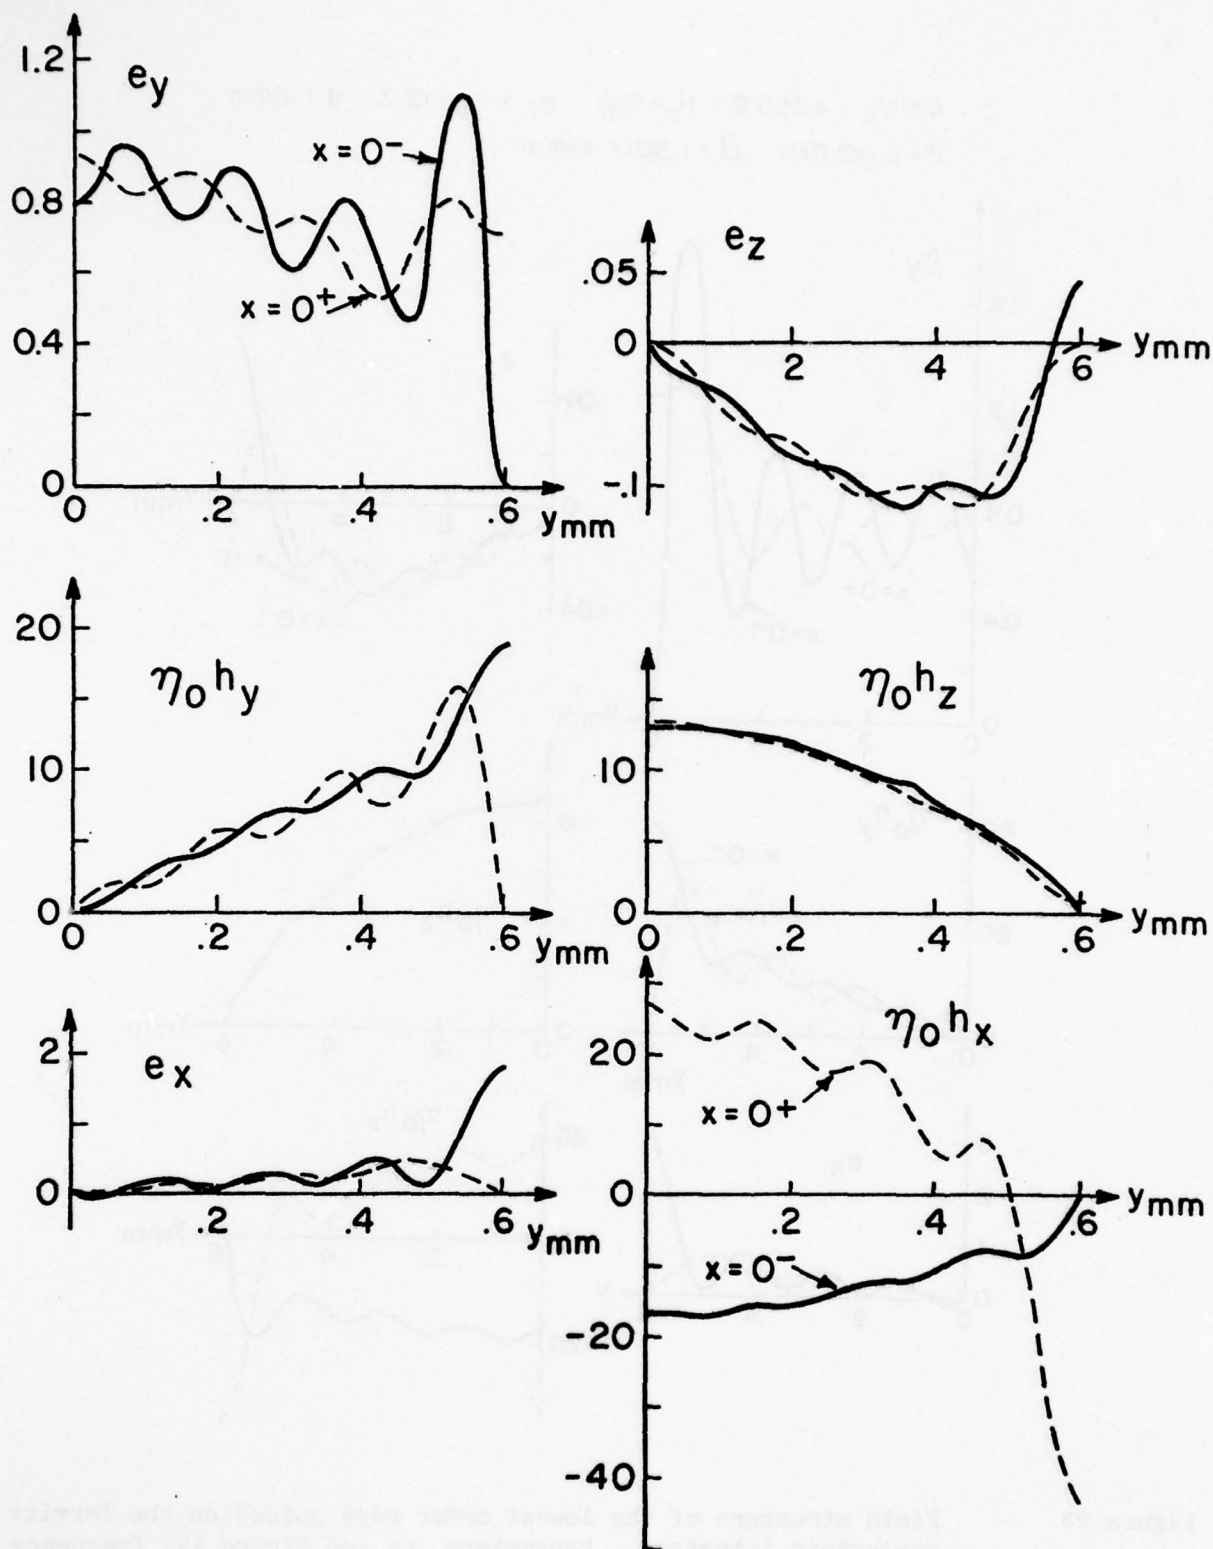 1.2
e_y
x = 0⁻
0.8
x = 0⁺
0.4
0
0 .2 .4 .6
y_mm
e_z
.05
0
2 4 6
y_mm
-.1
20
η₀h_y
10
0
0 .2 .4 .6
y_mm
η₀h_z
10
0
0 .2 .4 .6
y_mm
2
e_x
0
.2 .4 .6
y_mm
η₀h_x
20
x = 0⁺
0
.2 .4 .6
y_mm
x = 0⁻
-20
-40